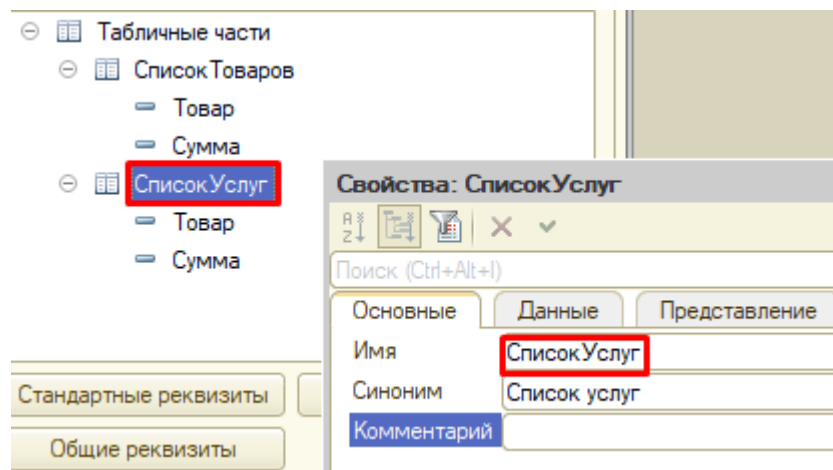 Табличные части
СписокТоваров
Товар
Сумма
СписокУслуг
Товар
Сумма
Свойства: СписокУслуг
Поиск (Ctrl+Alt+I)
Основные Данные Представление
Имя СписокУслуг
Синоним Список услуг
Комментарий
Стандартные реквизиты
Общие реквизиты